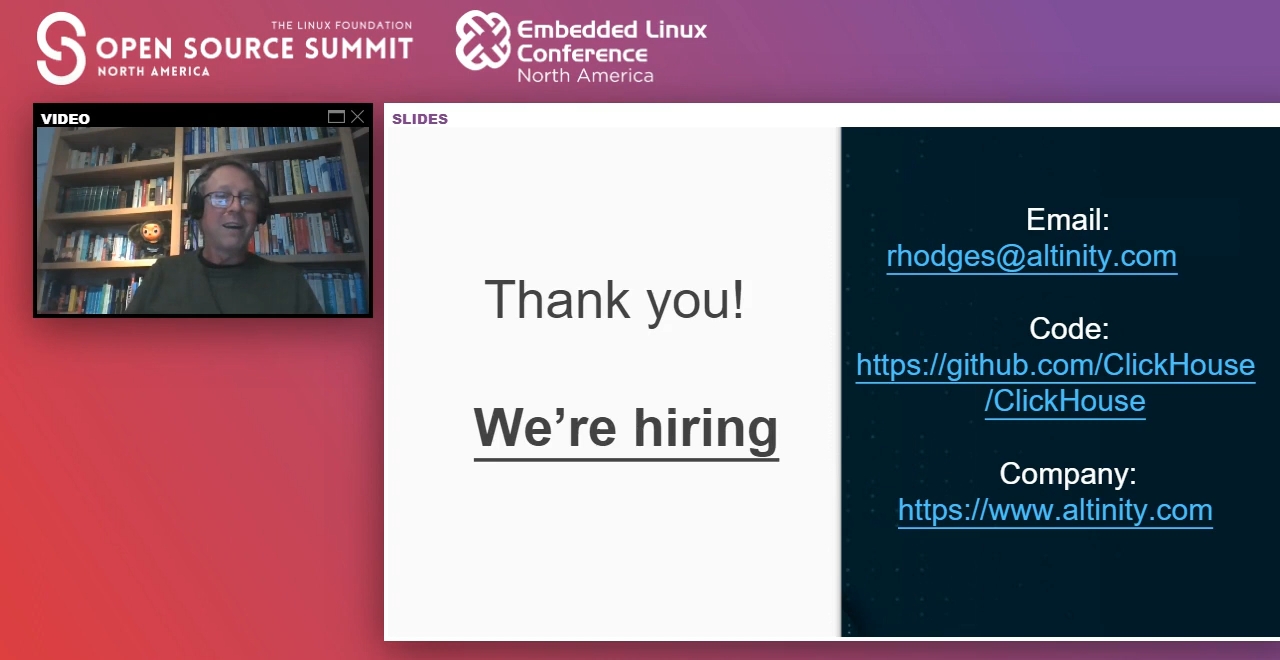 THE LINUX FOUNDATION
OPEN SOURCE SUMMIT
NORTH AMERICA
Embedded Linux
Conference
North America
VIDEO
SLIDES
Thank you!
We’re hiring
Email:
rhodges@altinity.com
Code:
https://github.com/ClickHouse
/ClickHouse
Company:
https://www.altinity.com